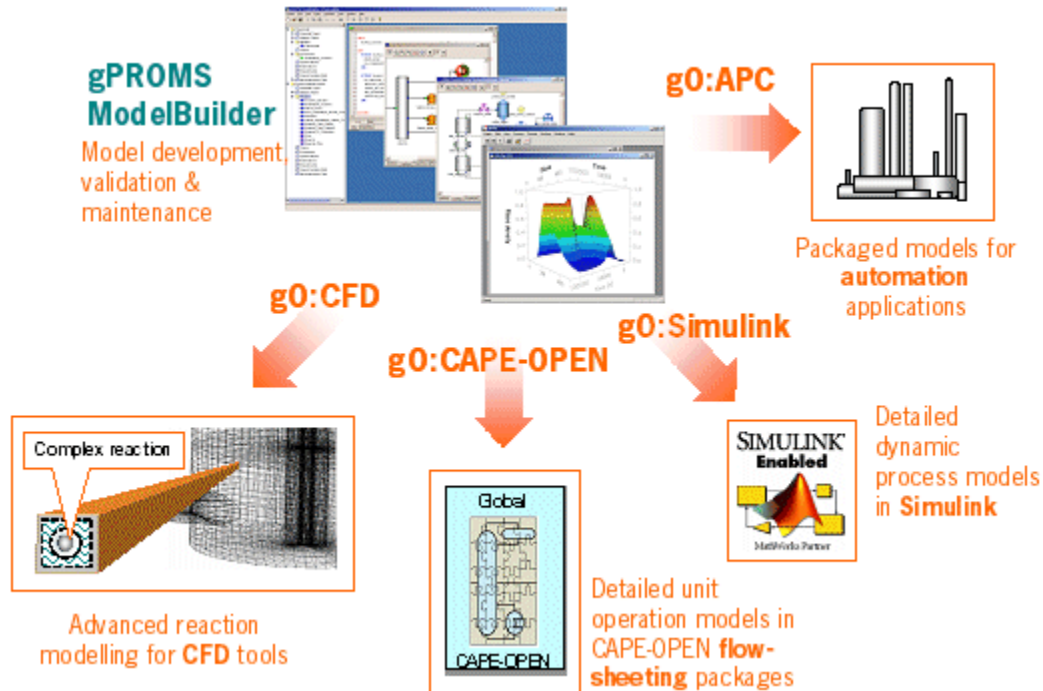 gPROMS
ModelBuilder
Model development,
validation &
maintenance
gO:APC
Packaged models for
automation
applications
gO:CFD
gO:Simulink
gO:CAPE-OPEN
Complex reaction
Advanced reaction
modelling for CFD tools
Global
CAPE-OPEN
Detailed unit
operation models in
CAPE-OPEN flow-
sheeting packages
SIMULINK
Enabled
MathWorks Partner
Detailed
dynamic
process models
in Simulink